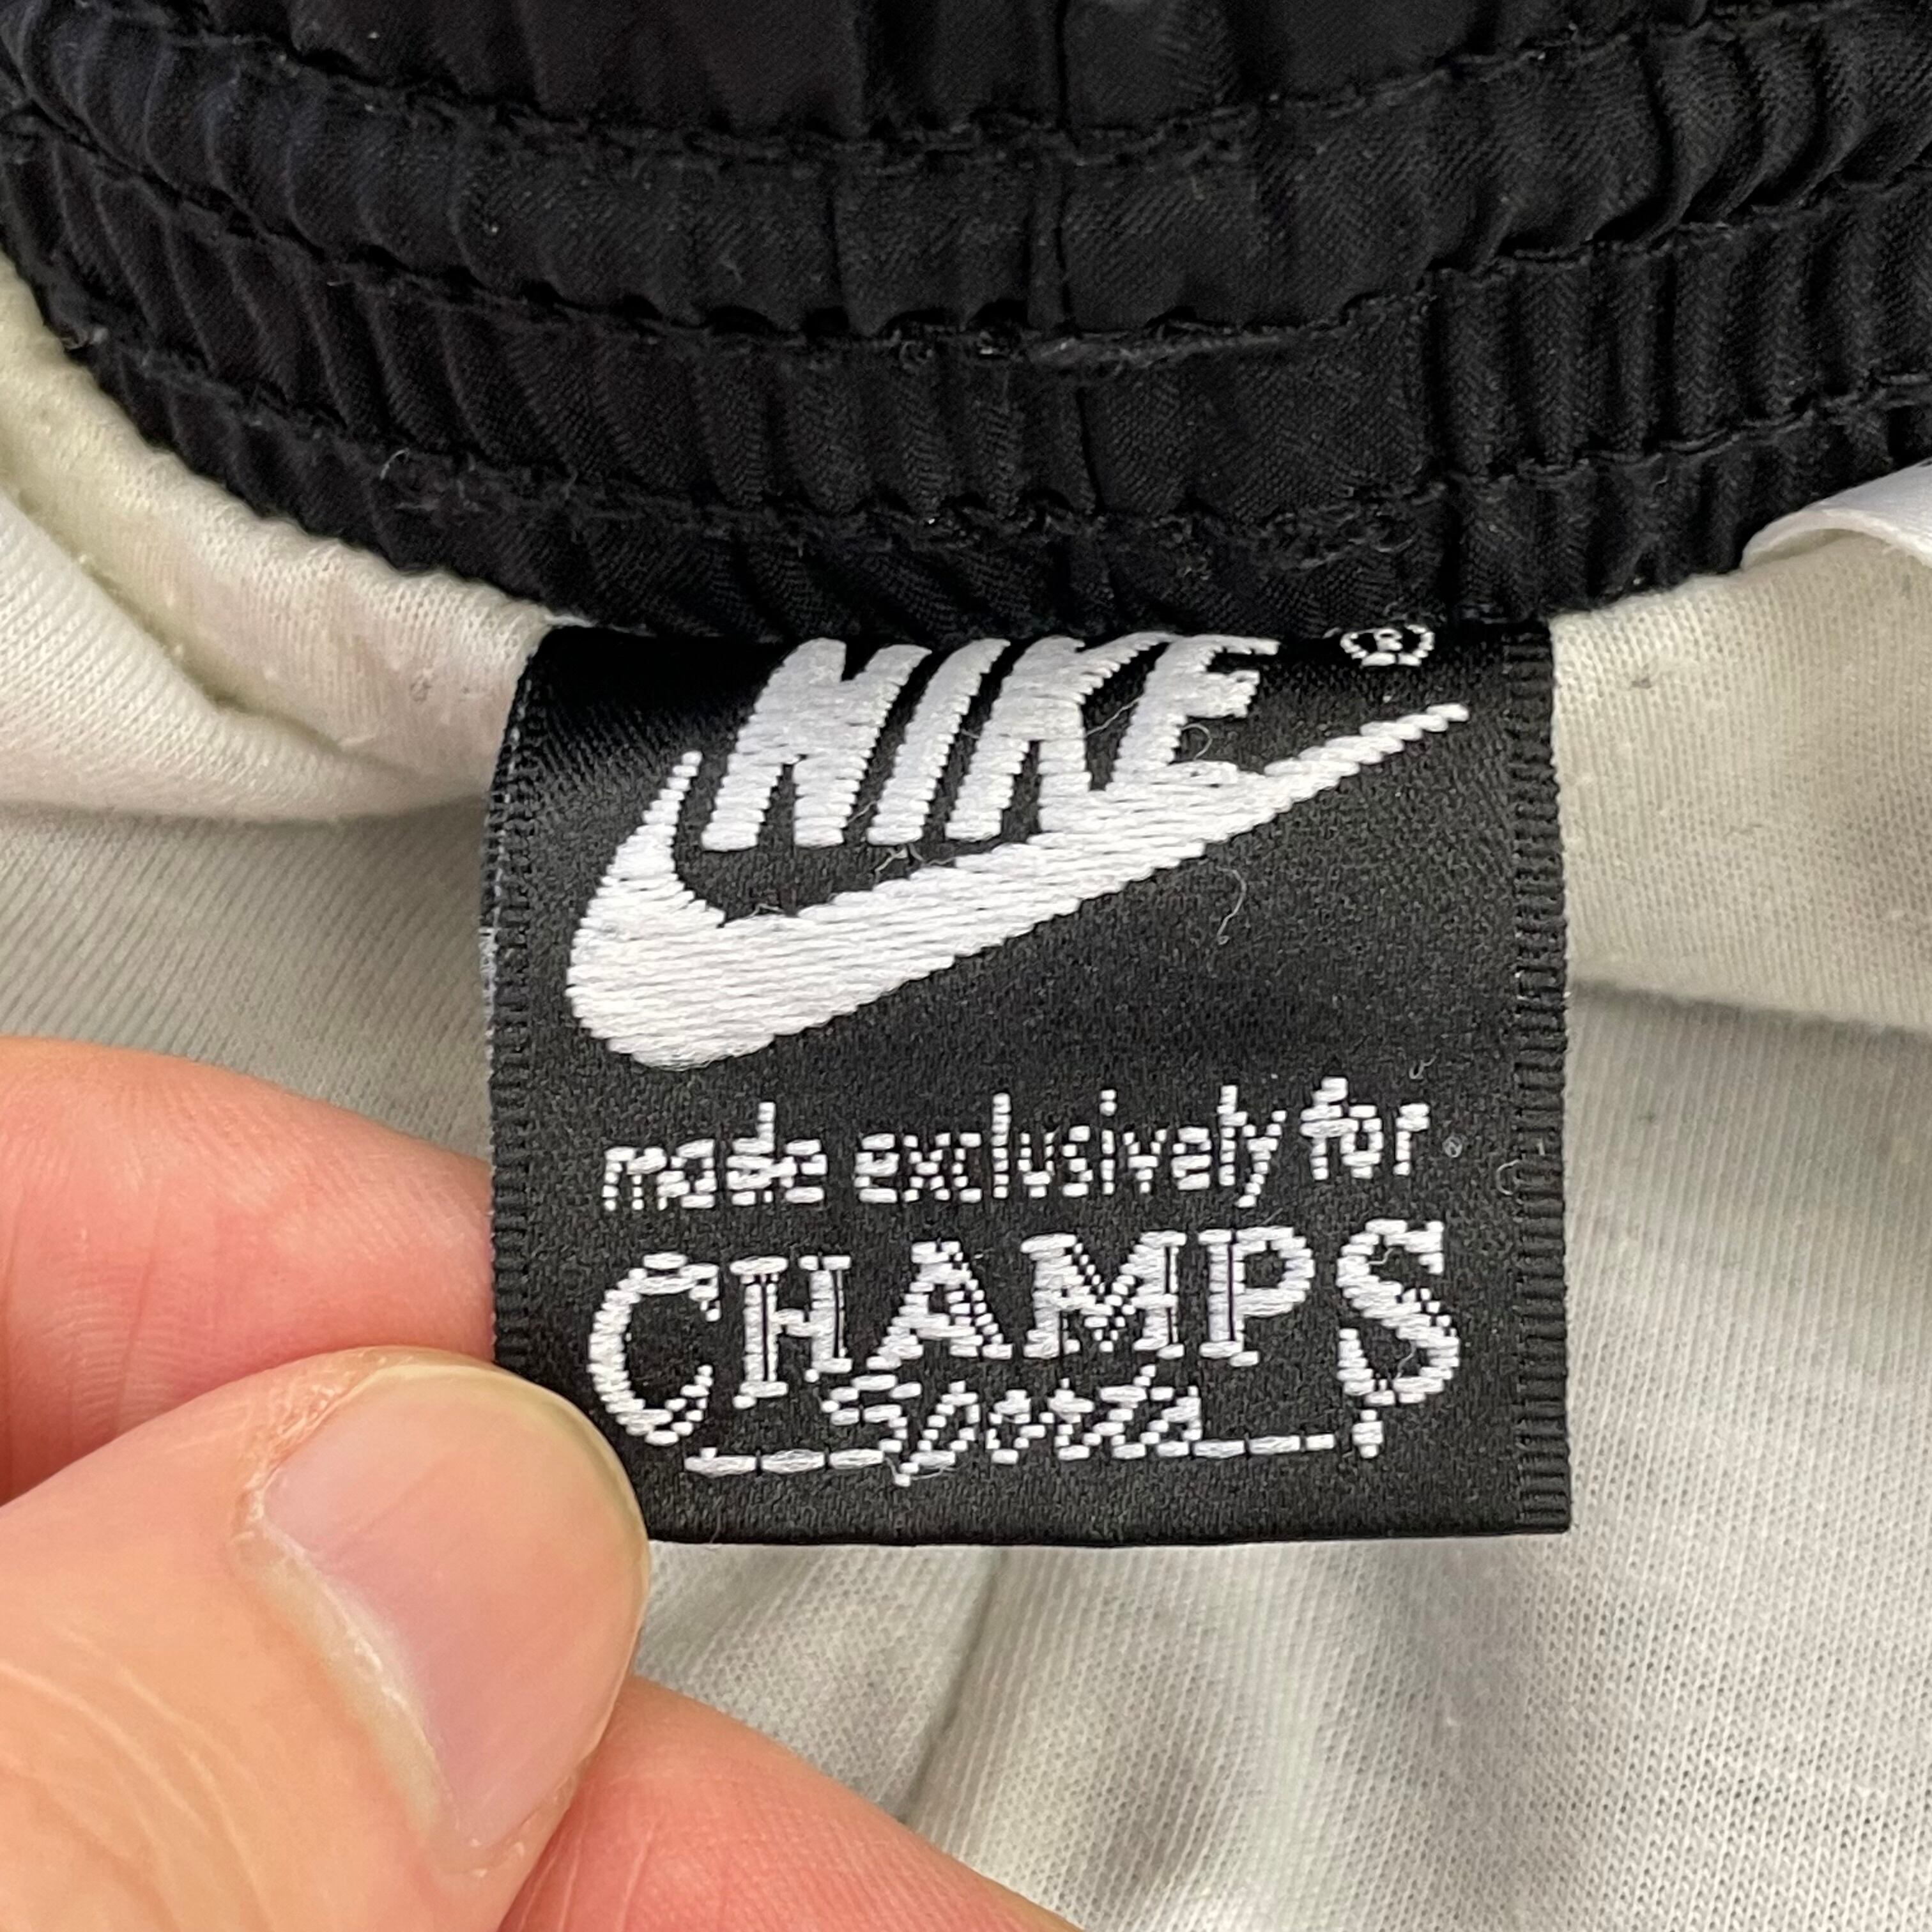 NIKE ®
made exclusively for
CHAMPS
Sports